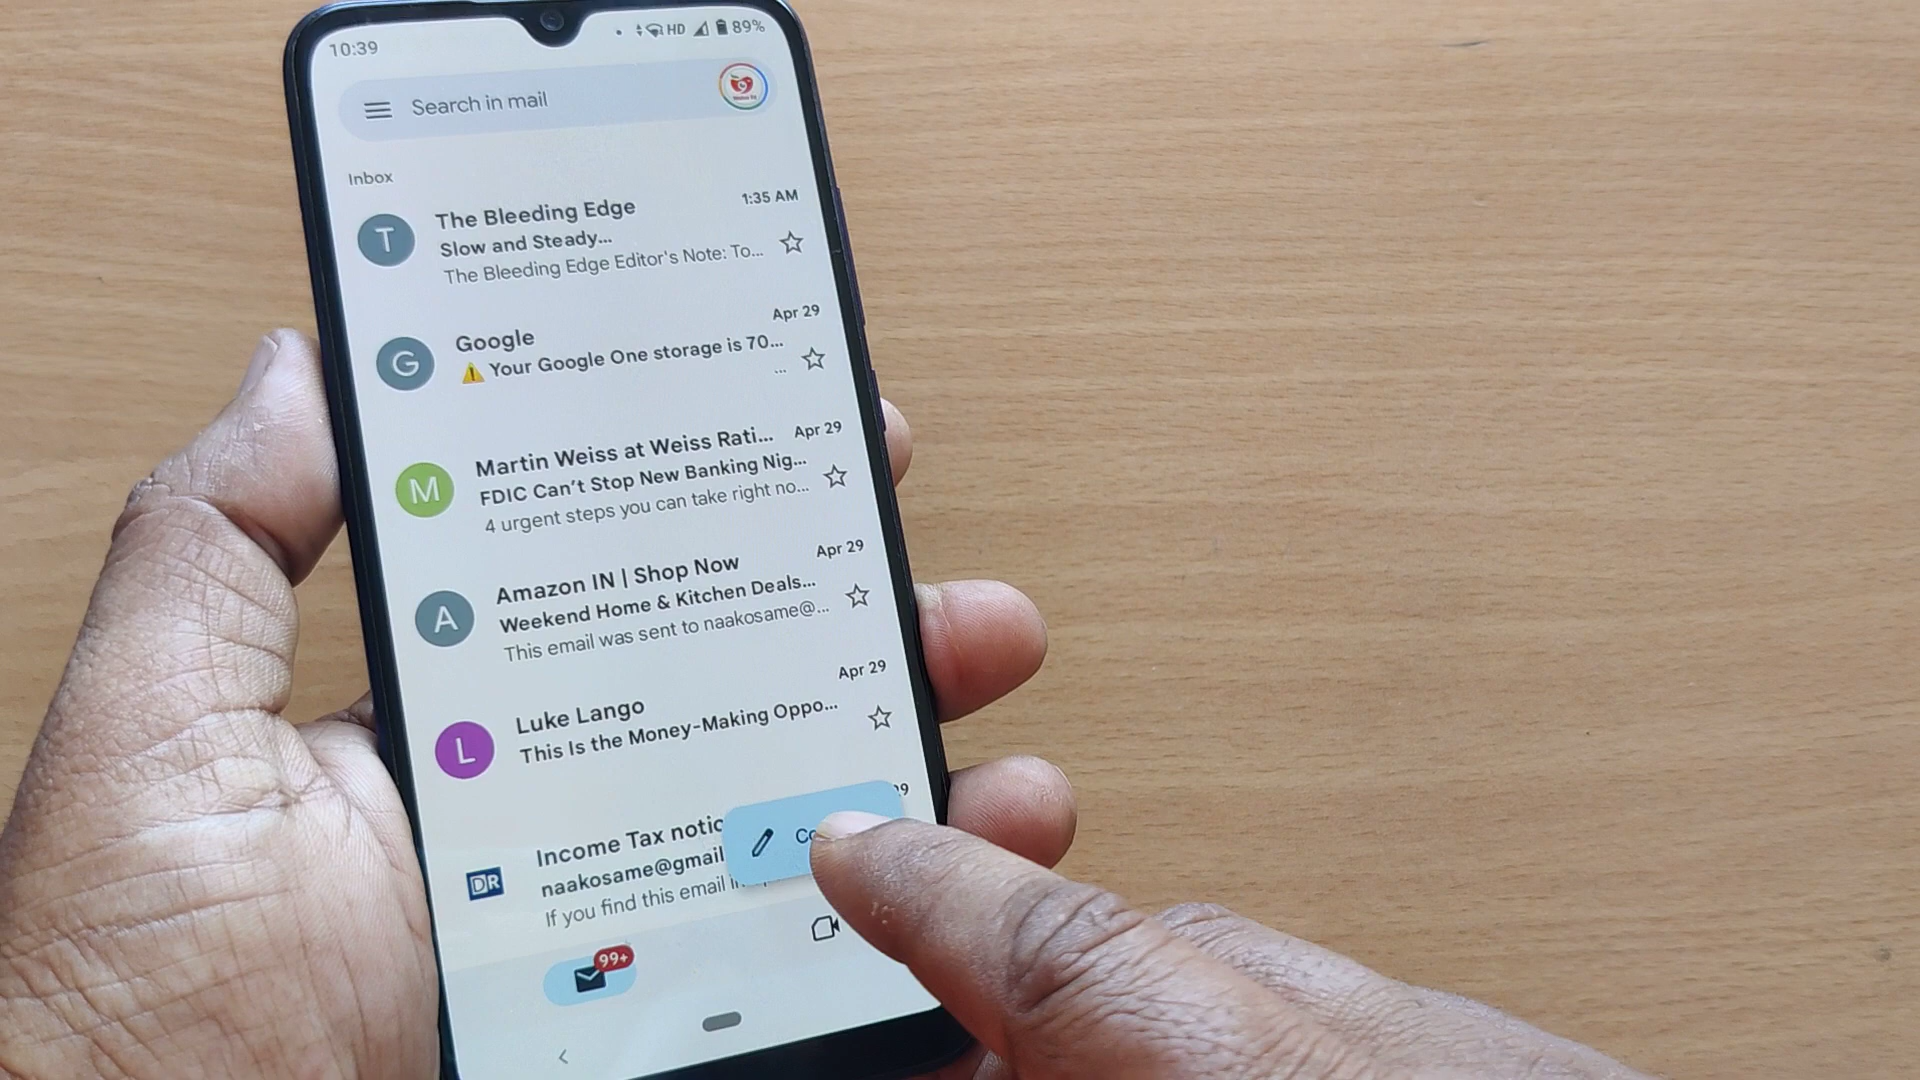 10:39
HD 89%
Search in mail
Inbox
T
The Bleeding Edge 1:35 AM
Slow and Steady...
The Bleeding Edge Editor's Note: To...
Apr 29
G
Google
⚠ Your Google One storage is 70...
...
M
Martin Weiss at Weiss Rati... Apr 29
FDIC Can't Stop New Banking Nig...
4 urgent steps you can take right no...
A
Amazon IN | Shop Now Apr 29
Weekend Home & Kitchen Deals...
This email was sent to naakosame@...
Apr 29
L
Luke Lango
This Is the Money-Making Oppo...
DR
Income Tax notic
naakosame@gmail
If you find this email
99+